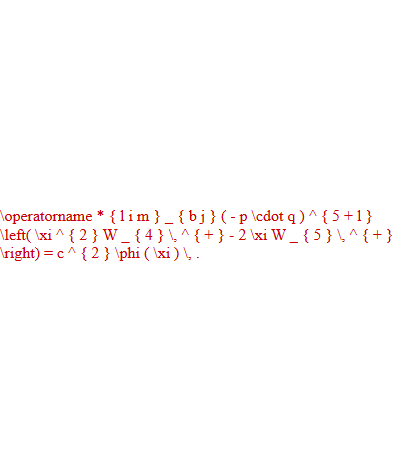 \operatorname * { l i m } _ { b j } ( - p \cdot q ) ^ { 5 + 1 }
\left( \xi ^ { 2 } W _ { 4 } \, ^ { + } - 2 \xi W _ { 5 } \, ^ { + }
\right) = c ^ { 2 } \phi ( \xi ) \, .